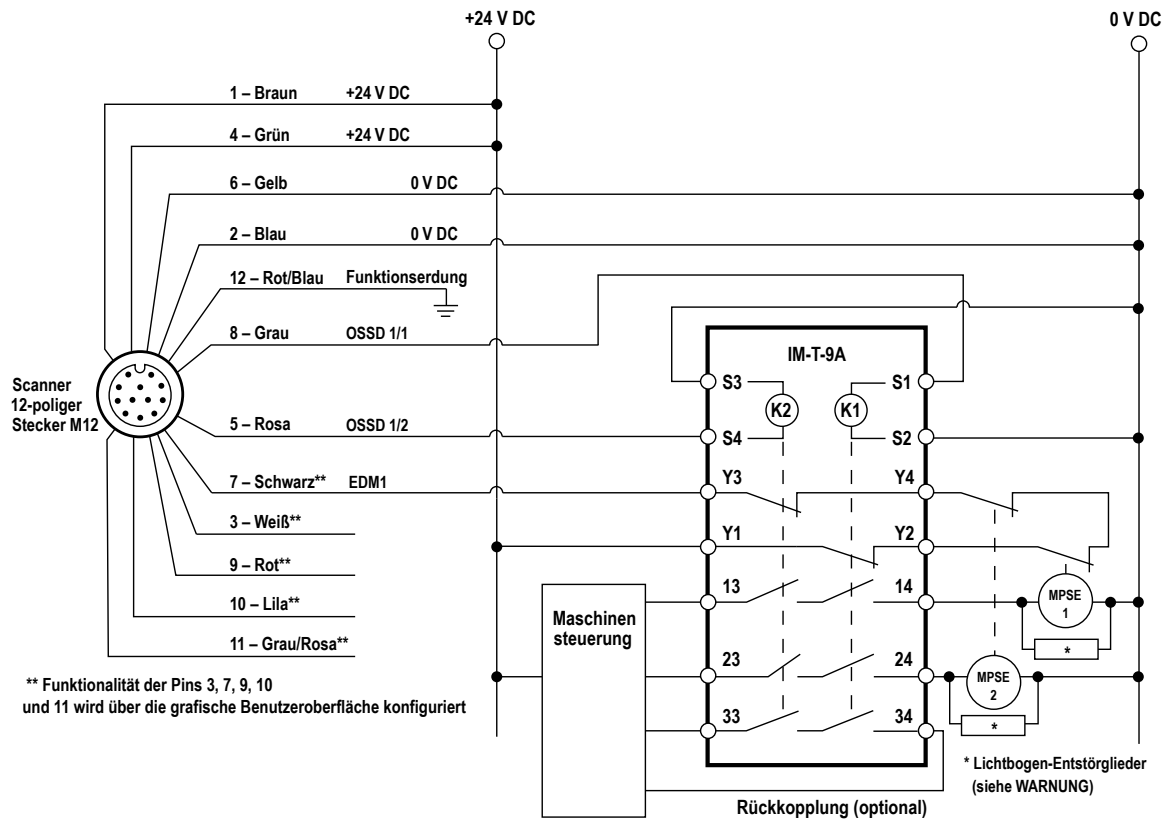 +24 V DC
0 V DC
1 – Braun +24 V DC
4 – Grün +24 V DC
6 – Gelb 0 V DC
2 – Blau 0 V DC
12 – Rot/Blau Funktionserdung
8 – Grau OSSD 1/1
Scanner
12-poliger
Stecker M12
5 – Rosa OSSD 1/2
7 – Schwarz** EDM1
3 – Weiß**
9 – Rot**
10 – Lila**
11 – Grau/Rosa**
** Funktionalität der Pins 3, 7, 9, 10
und 11 wird über die grafische Benutzeroberfläche konfiguriert
IM-T-9A
S3 S1
K2 K1
S4 S2
Y3 Y4
Y1 Y2
13 14
23 24
33 34
Maschinen
steuerung
MPSE
1
*
MPSE
2
*
* Lichtbogen-Entstörglieder
(siehe WARNUNG)
Rückkopplung (optional)